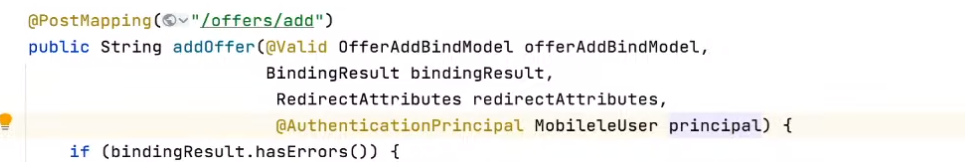 @PostMapping("/offers/add")
public String addOffer(@Valid OfferAddBindModel offerAddBindModel,
BindingResult bindingResult,
RedirectAttributes redirectAttributes,
@AuthenticationPrincipal MobileleUser principal) {
if (bindingResult.hasErrors()) {